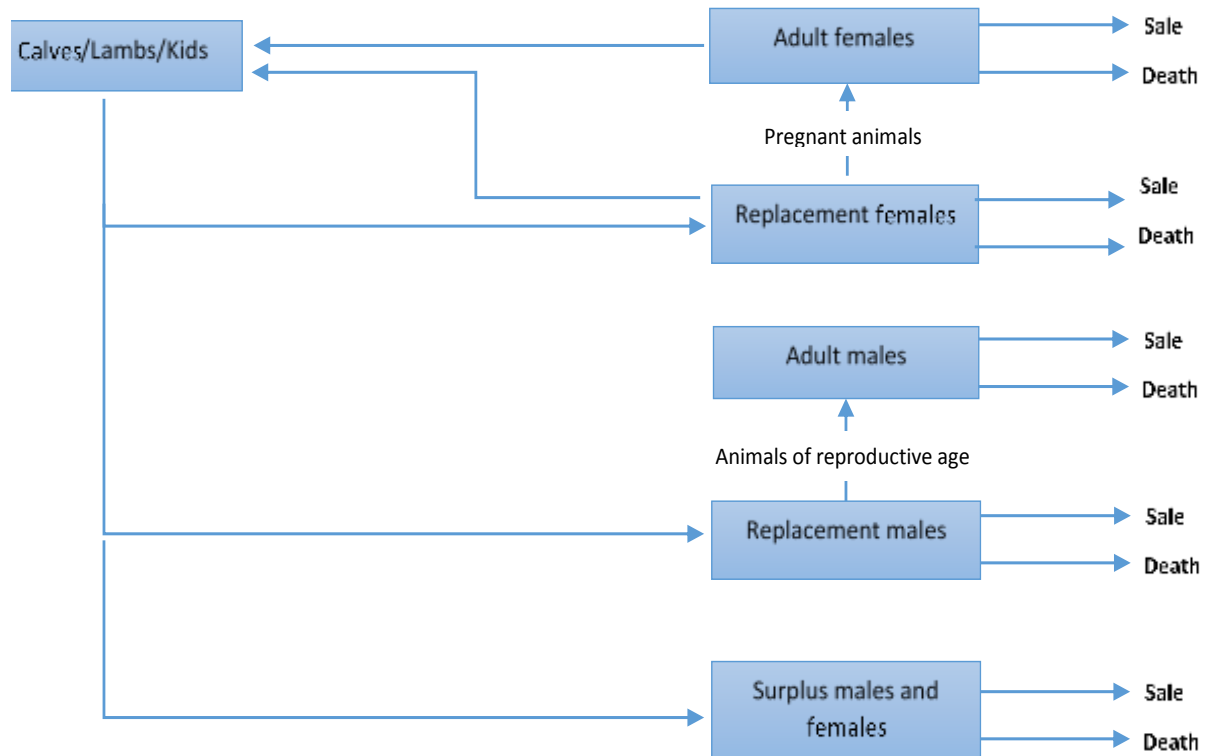 Calves/Lambs/Kids
Adult females
Sale
Death
Pregnant animals
Replacement females
Sale
Death
Adult males
Sale
Death
Animals of reproductive age
Replacement males
Sale
Death
Surplus males and
females
Sale
Death